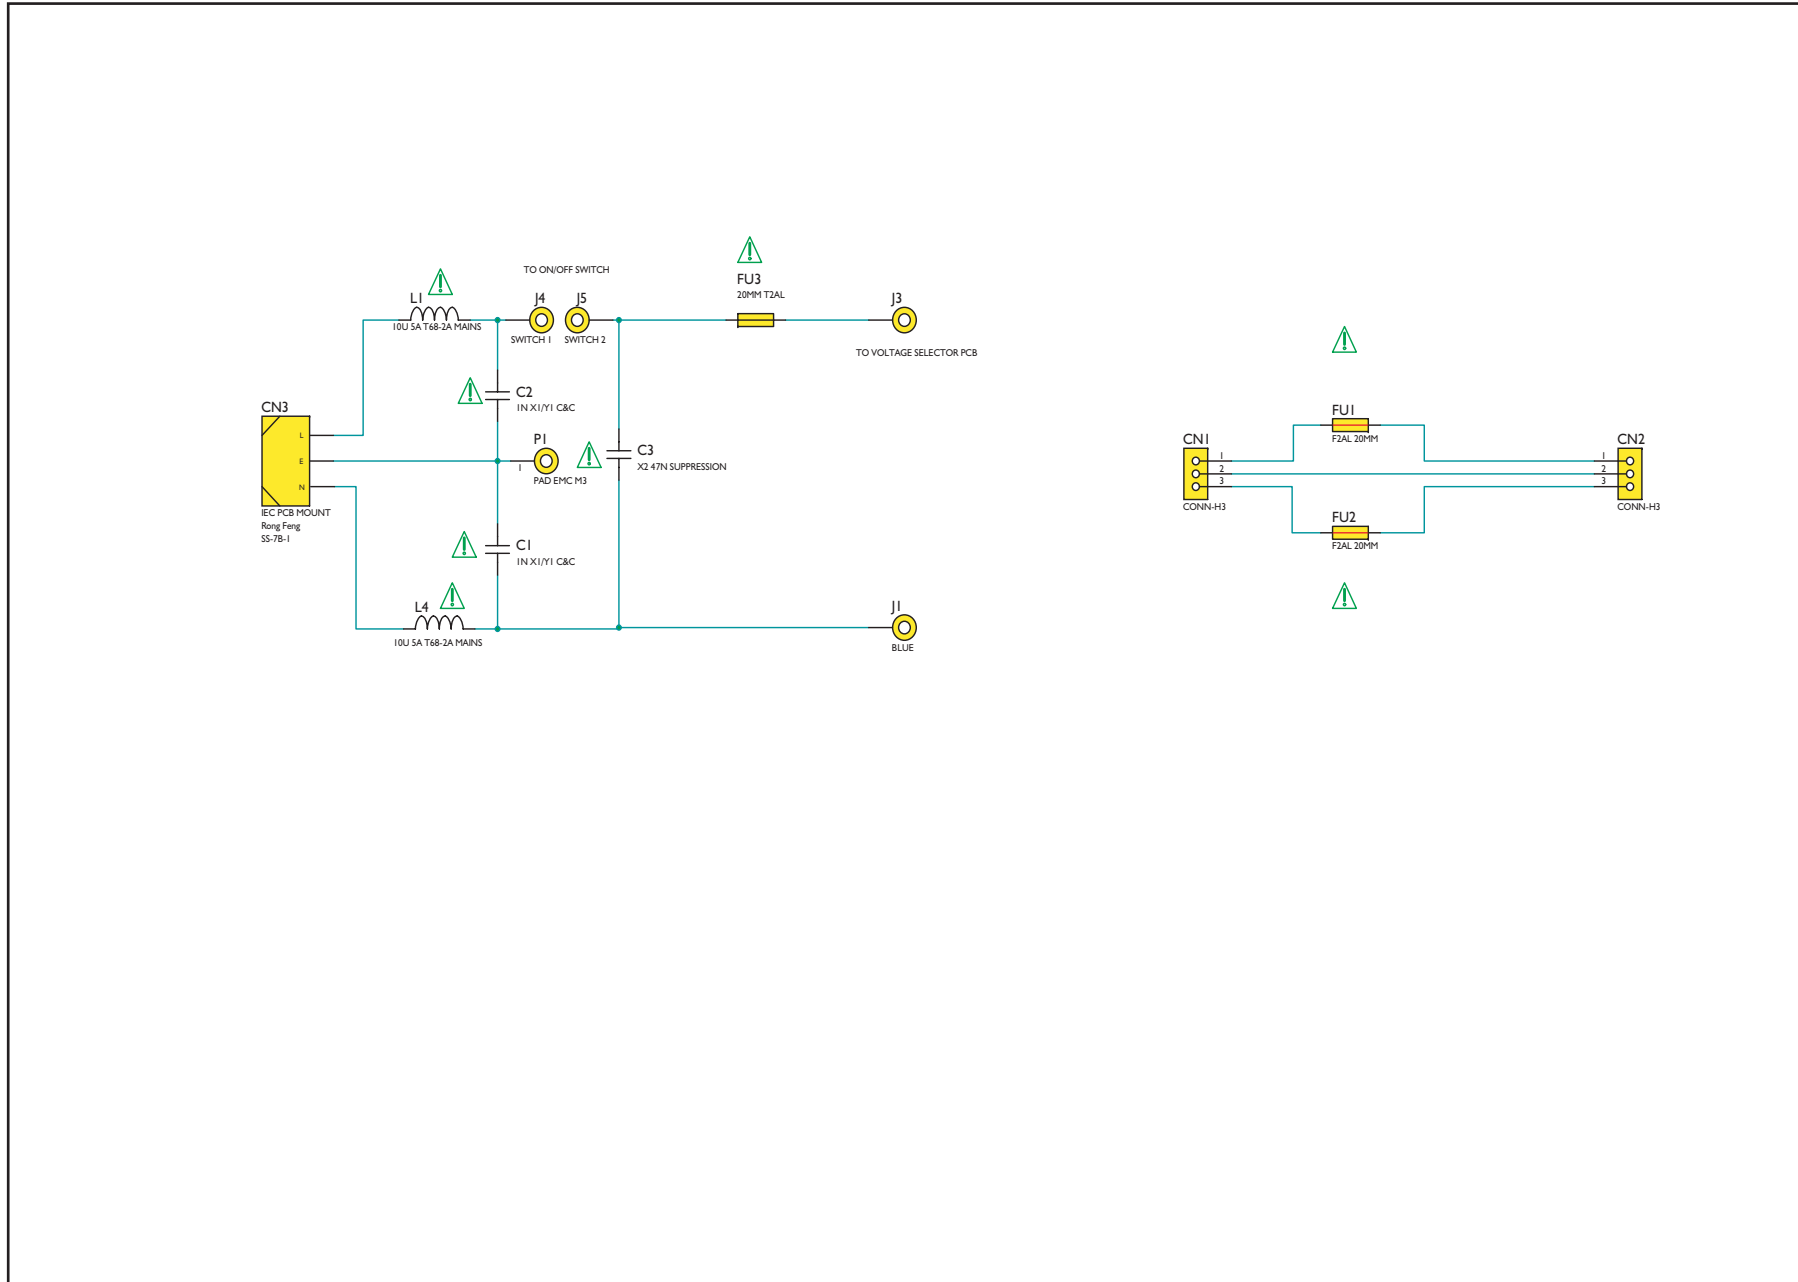 TO ON/OFF SWITCH
FU3
20MM T2AL
L1
10U 5A T68-2A MAINS
J4
J5
SWITCH 1
SWITCH 2
J3
TO VOLTAGE SELECTOR PCB
C2
1N X1/Y1 C&C
CN3
L
E
N
IEC PCB MOUNT
Rong Feng
SS-7B-1
P1
1
PAD EMC M3
C3
X2 47N SUPPRESSION
C1
1N X1/Y1 C&C
L4
10U 5A T68-2A MAINS
J1
BLUE
FU1
F2AL 20MM
CN1
1
2
3
CONN-H3
CN2
1
2
3
CONN-H3
FU2
F2AL 20MM